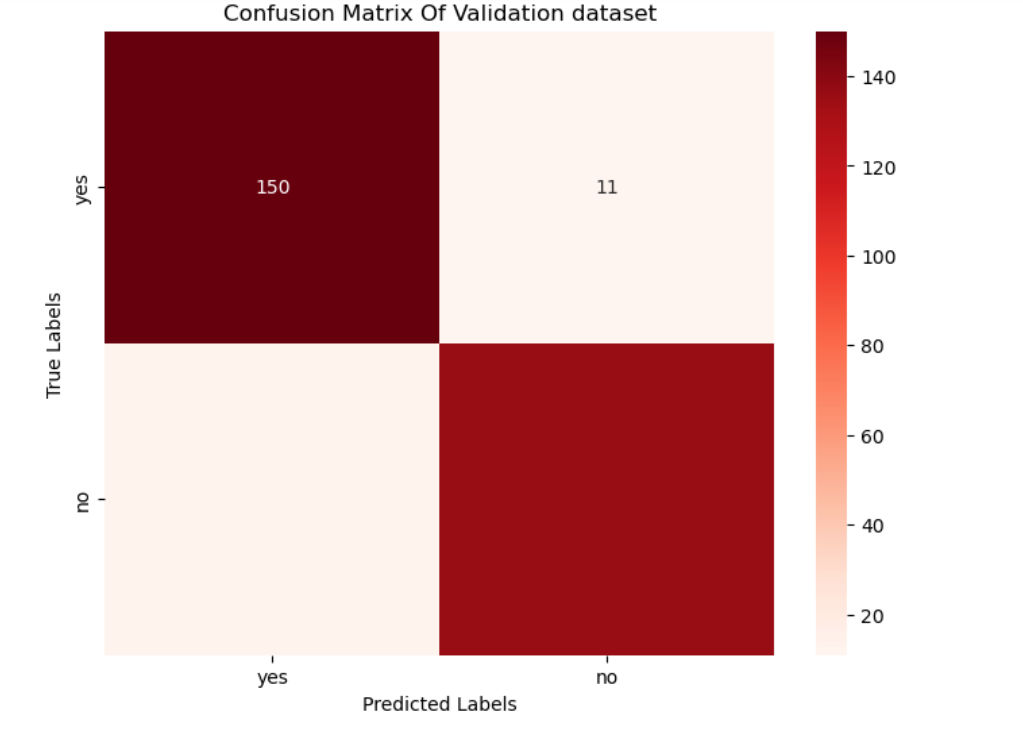 Confusion Matrix Of Validation dataset
150
11
yes
no
True Labels
yes
no
Predicted Labels
140
120
100
80
60
40
20